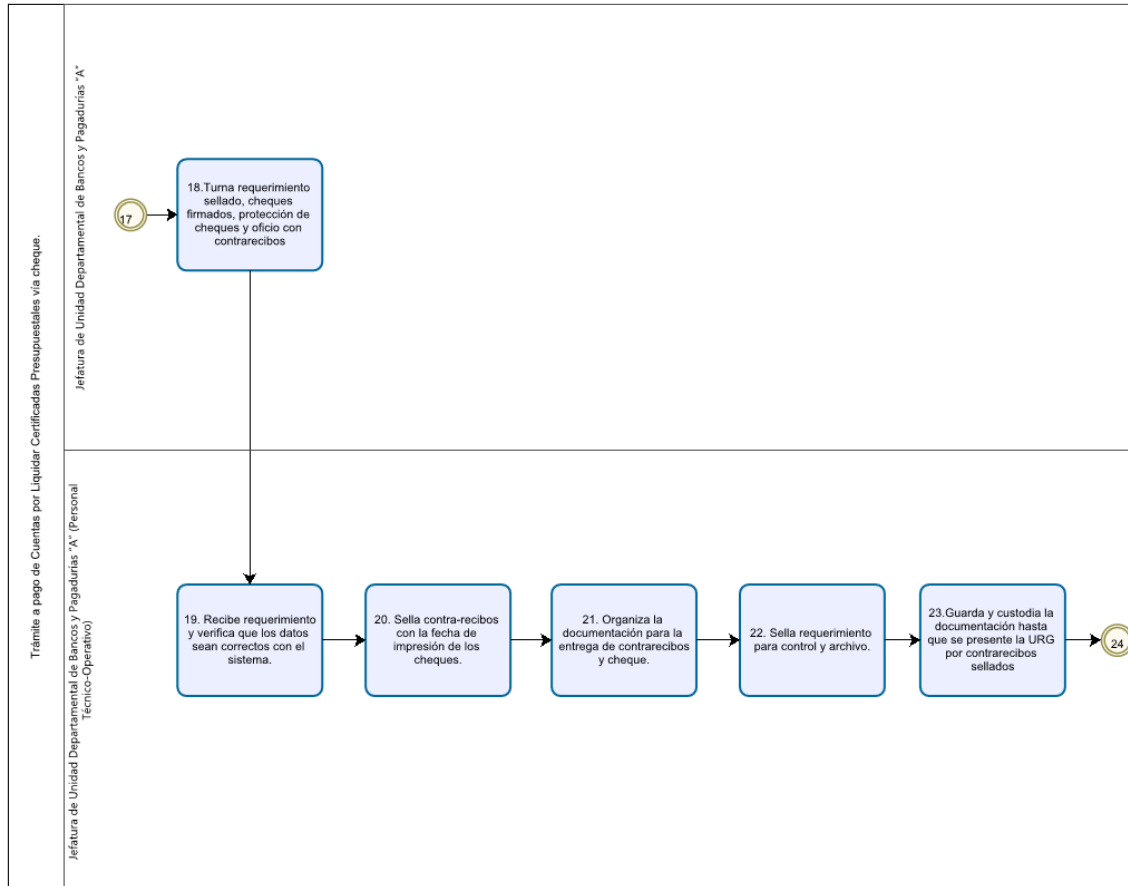 Trámite a pago de Cuentas por Liquidar Certificadas Presupuestales vía cheque.
Jefatura de Unidad Departamental de Bancos y Pagadurías "A"
17
18.Turna requerimiento
sellado, cheques
firmados, protección de
cheques y oficio con
contrarecibos
Jefatura de Unidad Departamental de Bancos y Pagadurías "A" (Personal
Técnico-Operativo)
19. Recibe requerimiento
y verifica que los datos
sean correctos con el
sistema.
20. Sella contra-recibos
con la fecha de
impresión de los
cheques.
21. Organiza la
documentación para la
entrega de contrarecibos
y cheque.
22. Sella requerimiento
para control y archivo.
23.Guarda y custodia la
documentación hasta
que se presente la URG
por contrarecibos
sellados
24